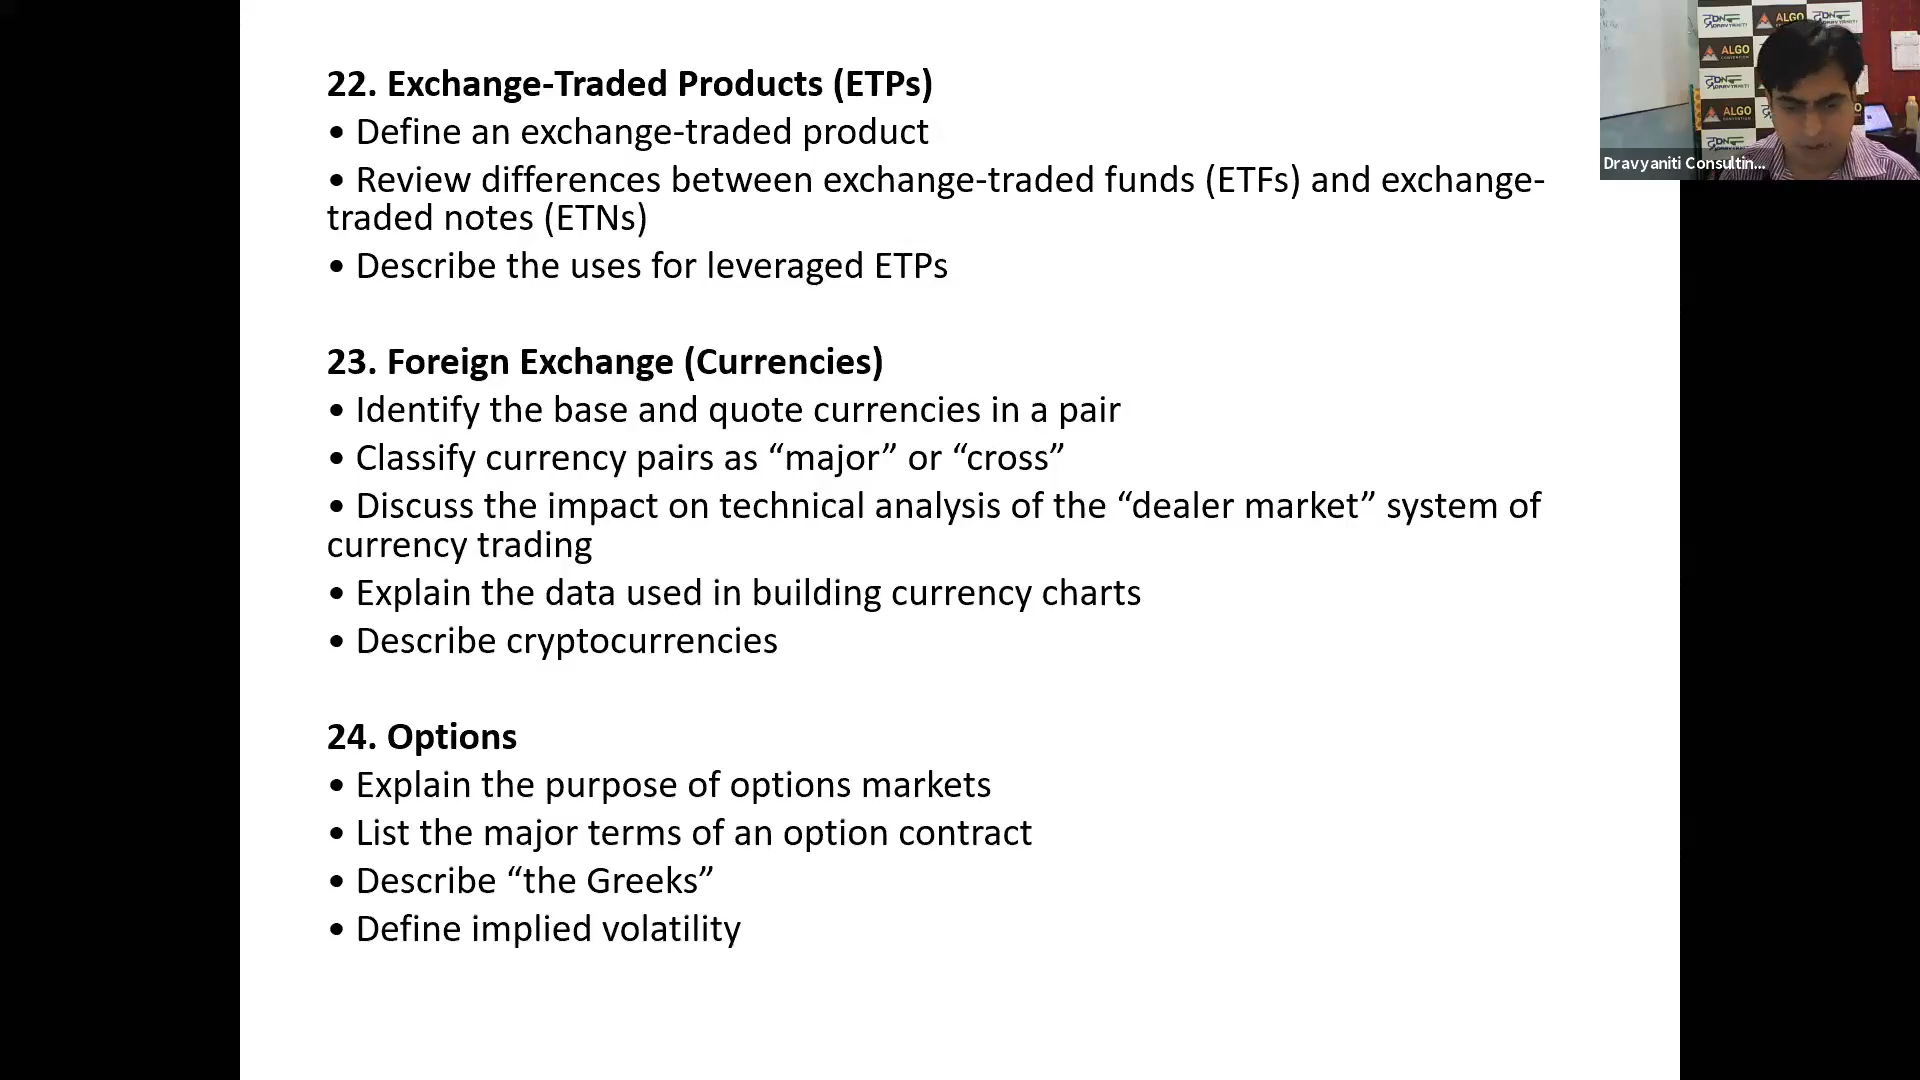 22. Exchange-Traded Products (ETPs)
• Define an exchange-traded product
• Review differences between exchange-traded funds (ETFs) and exchange-
traded notes (ETNs)
• Describe the uses for leveraged ETPs
23. Foreign Exchange (Currencies)
• Identify the base and quote currencies in a pair
• Classify currency pairs as “major” or “cross”
• Discuss the impact on technical analysis of the “dealer market” system of
currency trading
• Explain the data used in building currency charts
• Describe cryptocurrencies
24. Options
• Explain the purpose of options markets
• List the major terms of an option contract
• Describe “the Greeks”
• Define implied volatility
ALGO
ALGO
ALGO
ALGO
Dravyaniti Consultin...